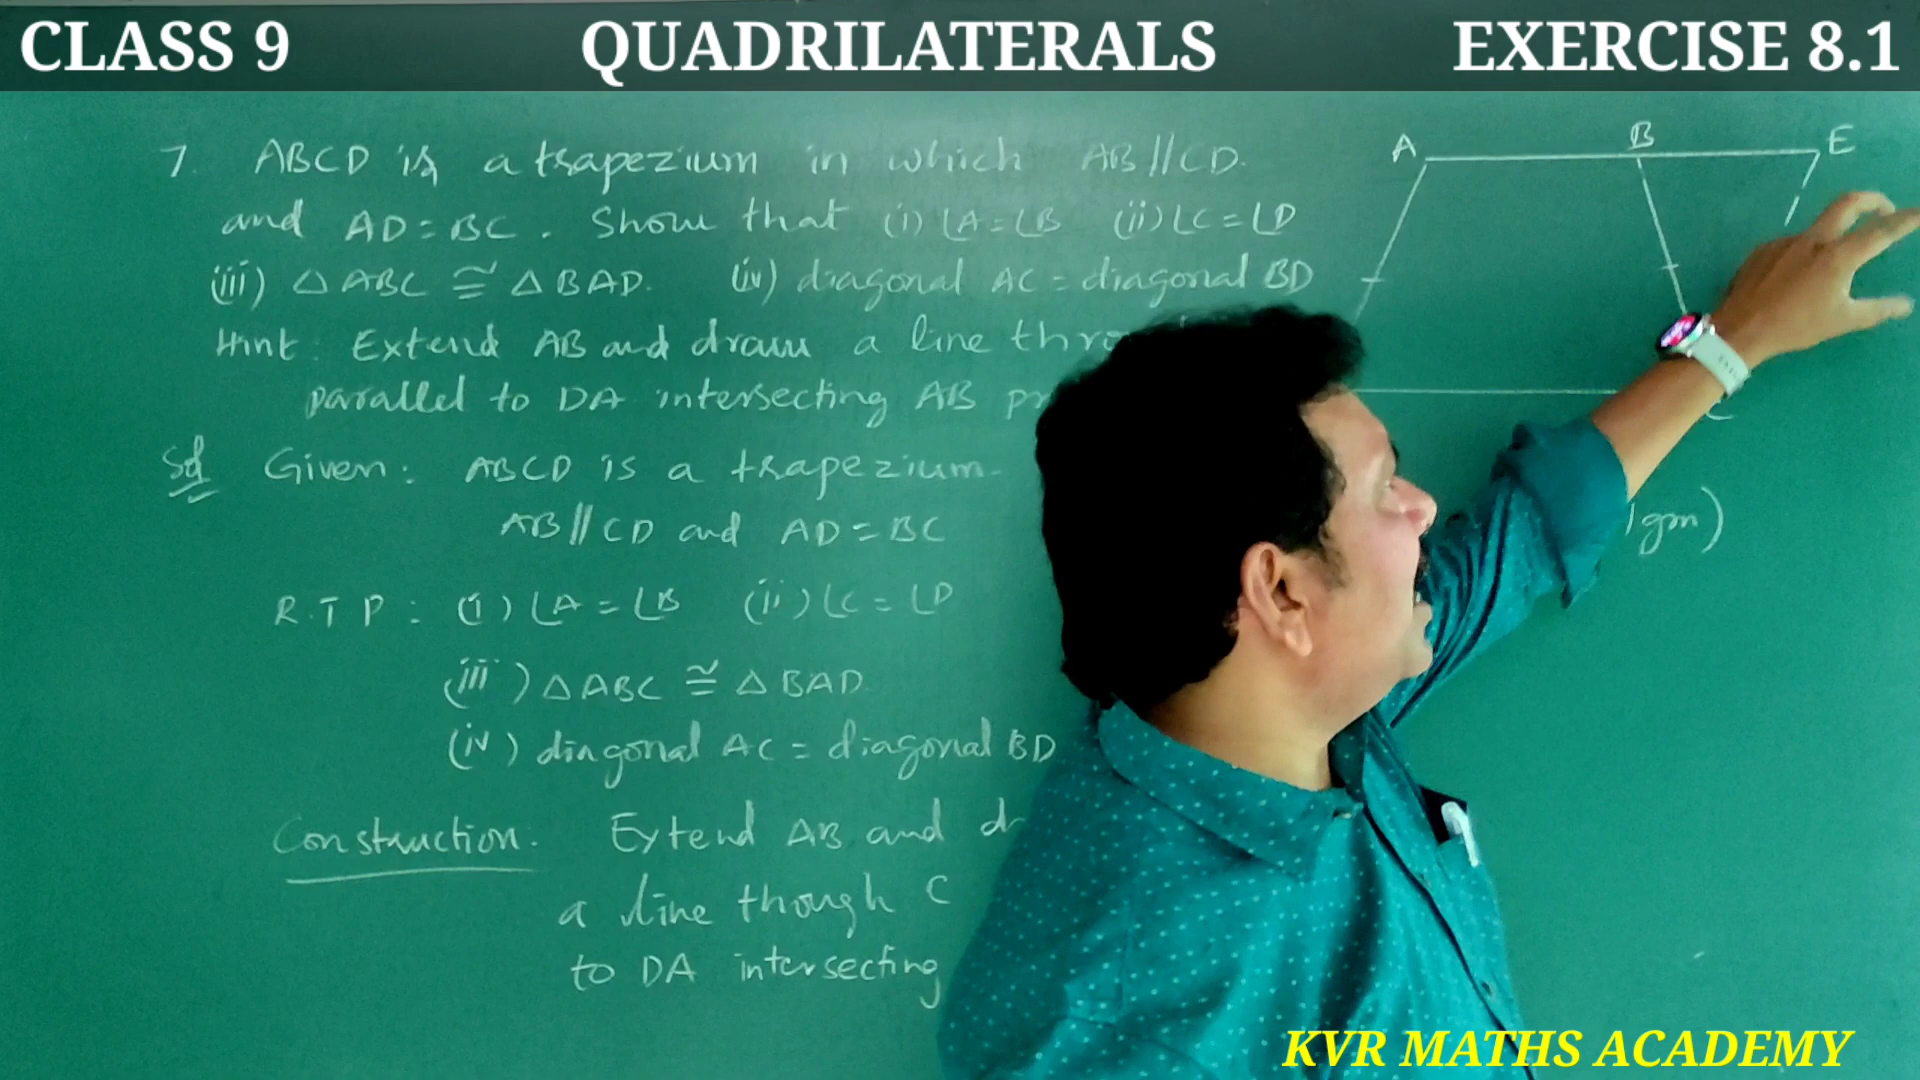 CLASS 9 QUADRILATERALS EXERCISE 8.1
7. ABCD is a trapezium in which AB//CD.
and AD = BC. Show that (i) ∠A = ∠B (ii) ∠C = ∠D
(iii) △ABC ≅ △BAD. (iv) diagonal AC = diagonal BD
Hint: Extend AB and draw a line
parallel to DA intersecting AB
Sol Given: ABCD is a trapezium.
AB//CD and AD = BC
R.T.P: (i) ∠A = ∠B (ii) ∠C = ∠D
(iii) △ABC ≅ △BAD.
(iv) diagonal AC = diagonal BD
Construction. Extend AB and
a line though C
to DA intersecting
A B E
C
gm)
KVR MATHS ACADEMY